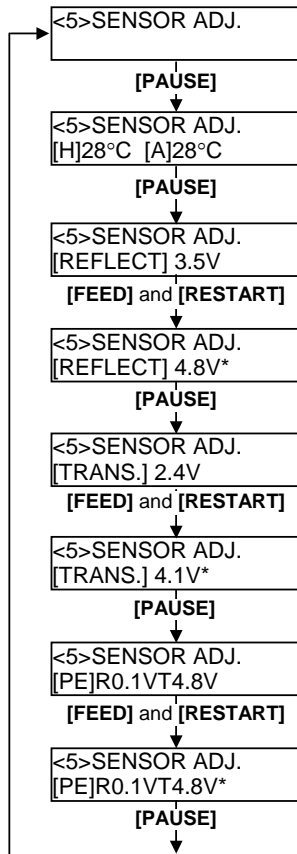 <5>SENSOR ADJ.
[PAUSE]
<5>SENSOR ADJ.
[H]28°C [A]28°C
[PAUSE]
<5>SENSOR ADJ.
[REFLECT] 3.5V
[FEED] and [RESTART]
<5>SENSOR ADJ.
[REFLECT] 4.8V*
[PAUSE]
<5>SENSOR ADJ.
[TRANS.] 2.4V
[FEED] and [RESTART]
<5>SENSOR ADJ.
[TRANS.] 4.1V*
[PAUSE]
<5>SENSOR ADJ.
[PE]R0.1VT4.8V
[FEED] and [RESTART]
<5>SENSOR ADJ.
[PE]R0.1VT4.8V*
[PAUSE]